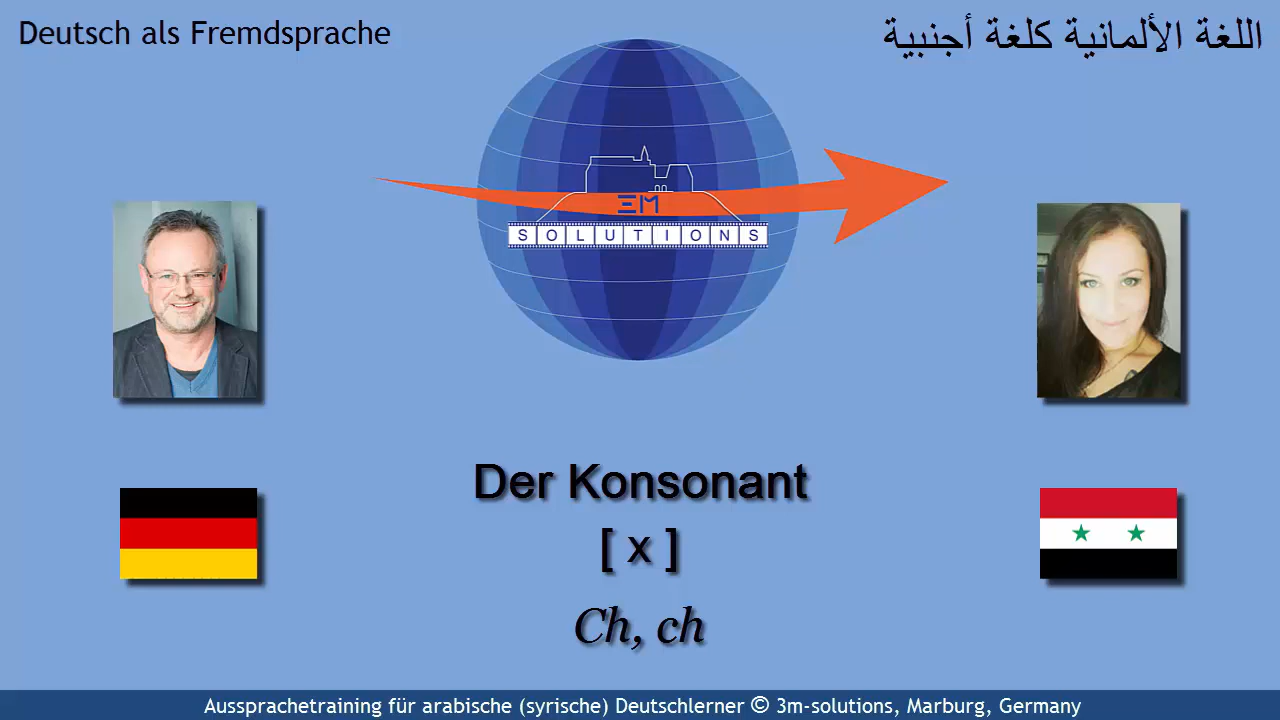 Deutsch als Fremdsprache
اللغة الألمانية كلغة أجنبية
3M
SOLUTIONS
Der Konsonant
[ x ]
Ch, ch
Aussprachetraining für arabische (syrische) Deutschlerner © 3m-solutions, Marburg, Germany